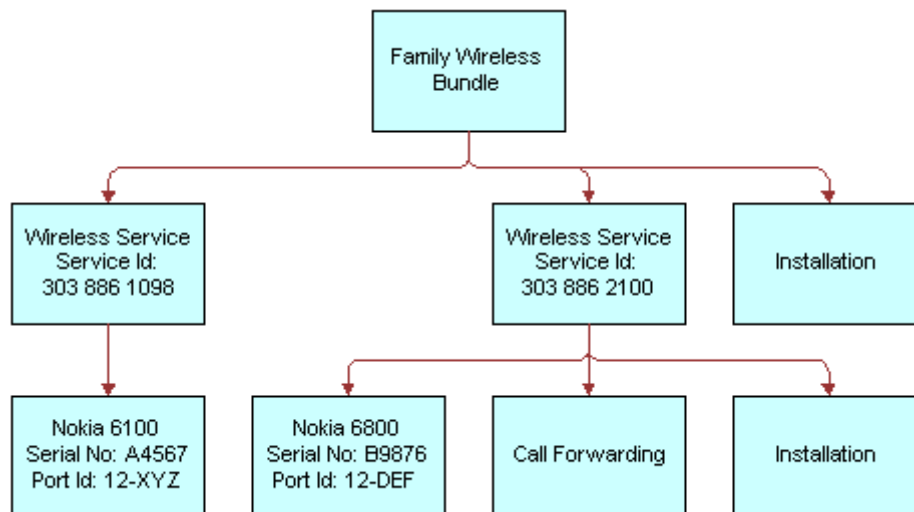 Family Wireless
Bundle
Wireless Service
Service Id:
303 886 1098
Wireless Service
Service Id:
303 886 2100
Installation
Nokia 6100
Serial No: A4567
Port Id: 12-XYZ
Nokia 6800
Serial No: B9876
Port Id: 12-DEF
Call Forwarding
Installation